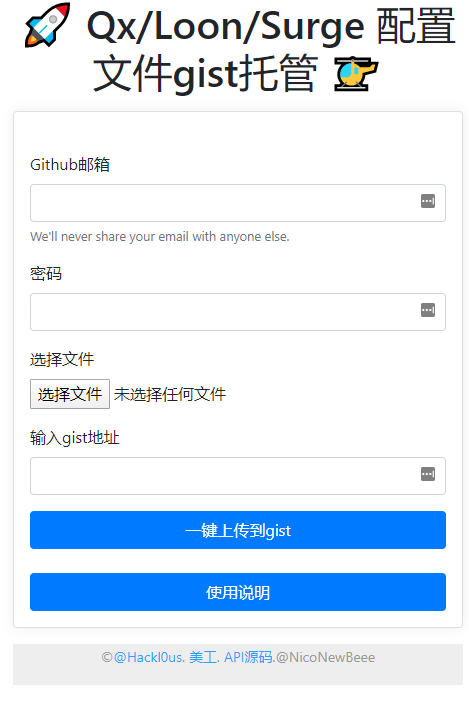 🚀 Qx/Loon/Surge 配置
文件gist托管 🚁
Github邮箱
We'll never share your email with anyone else.
密码
选择文件
选择文件 未选择任何文件
输入gist地址
一键上传到gist
使用说明
©@Hackl0us. 美工. API源码.@NicoNewBeee